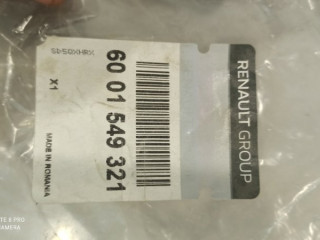 RENAULT GROUP
60 01 549 321
X1
MADE IN ROMANIA